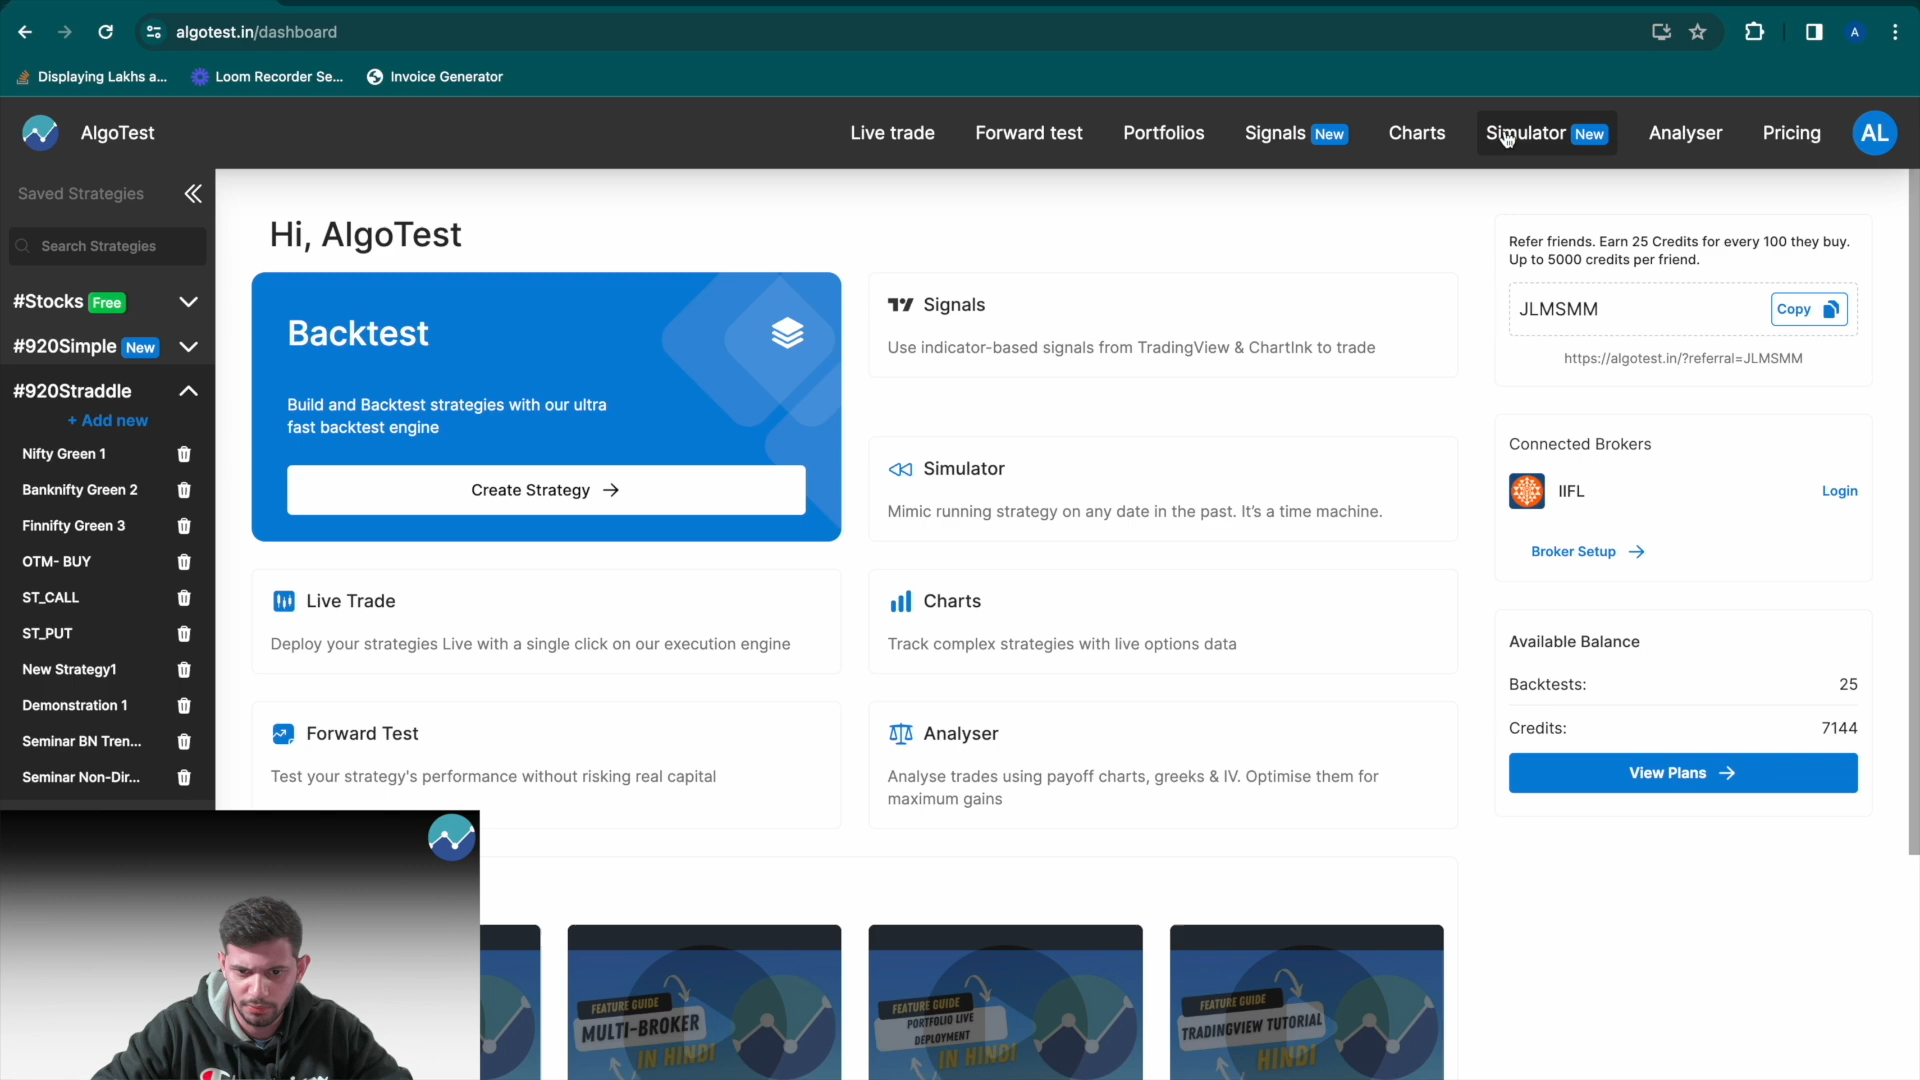 algotest.in/dashboard
A
Displaying Lakhs a...
Loom Recorder Se...
Invoice Generator
AlgoTest
Live trade
Forward test
Portfolios
Signals New
Charts
Simulator New
Analyser
Pricing
AL
Saved Strategies
Search Strategies
#Stocks Free
#920Simple New
#920Straddle
+ Add new
Nifty Green 1
Banknifty Green 2
Finnifty Green 3
OTM- BUY
ST_CALL
ST_PUT
New Strategy1
Demonstration 1
Seminar BN Tren...
Seminar Non-Dir...
Hi, AlgoTest
Backtest
Build and Backtest strategies with our ultra
fast backtest engine
Create Strategy
Signals
Use indicator-based signals from TradingView & ChartInk to trade
Simulator
Mimic running strategy on any date in the past. It's a time machine.
Live Trade
Deploy your strategies Live with a single click on our execution engine
Charts
Track complex strategies with live options data
Forward Test
Test your strategy's performance without risking real capital
Analyser
Analyse trades using payoff charts, greeks & IV. Optimise them for
maximum gains
Refer friends. Earn 25 Credits for every 100 they buy.
Up to 5000 credits per friend.
JLMSMM
Copy
https://algotest.in/?referral=JLMSMM
Connected Brokers
IIFL
Login
Broker Setup
Available Balance
Backtests: 25
Credits: 7144
View Plans
FEATURE GUIDE
MULTI-BROKER
IN HINDI
FEATURE GUIDE
PORTFOLIO LIVE
DEPLOYMENT
IN HINDI
FEATURE GUIDE
TRADINGVIEW TUTORIAL
HINDI